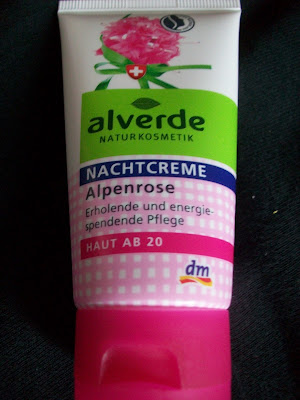 alverde
NATURKOSMETIK
NACHTCREME
Alpenrose
Erholende und energie-
spendende Pflege
HAUT AB 20
dm